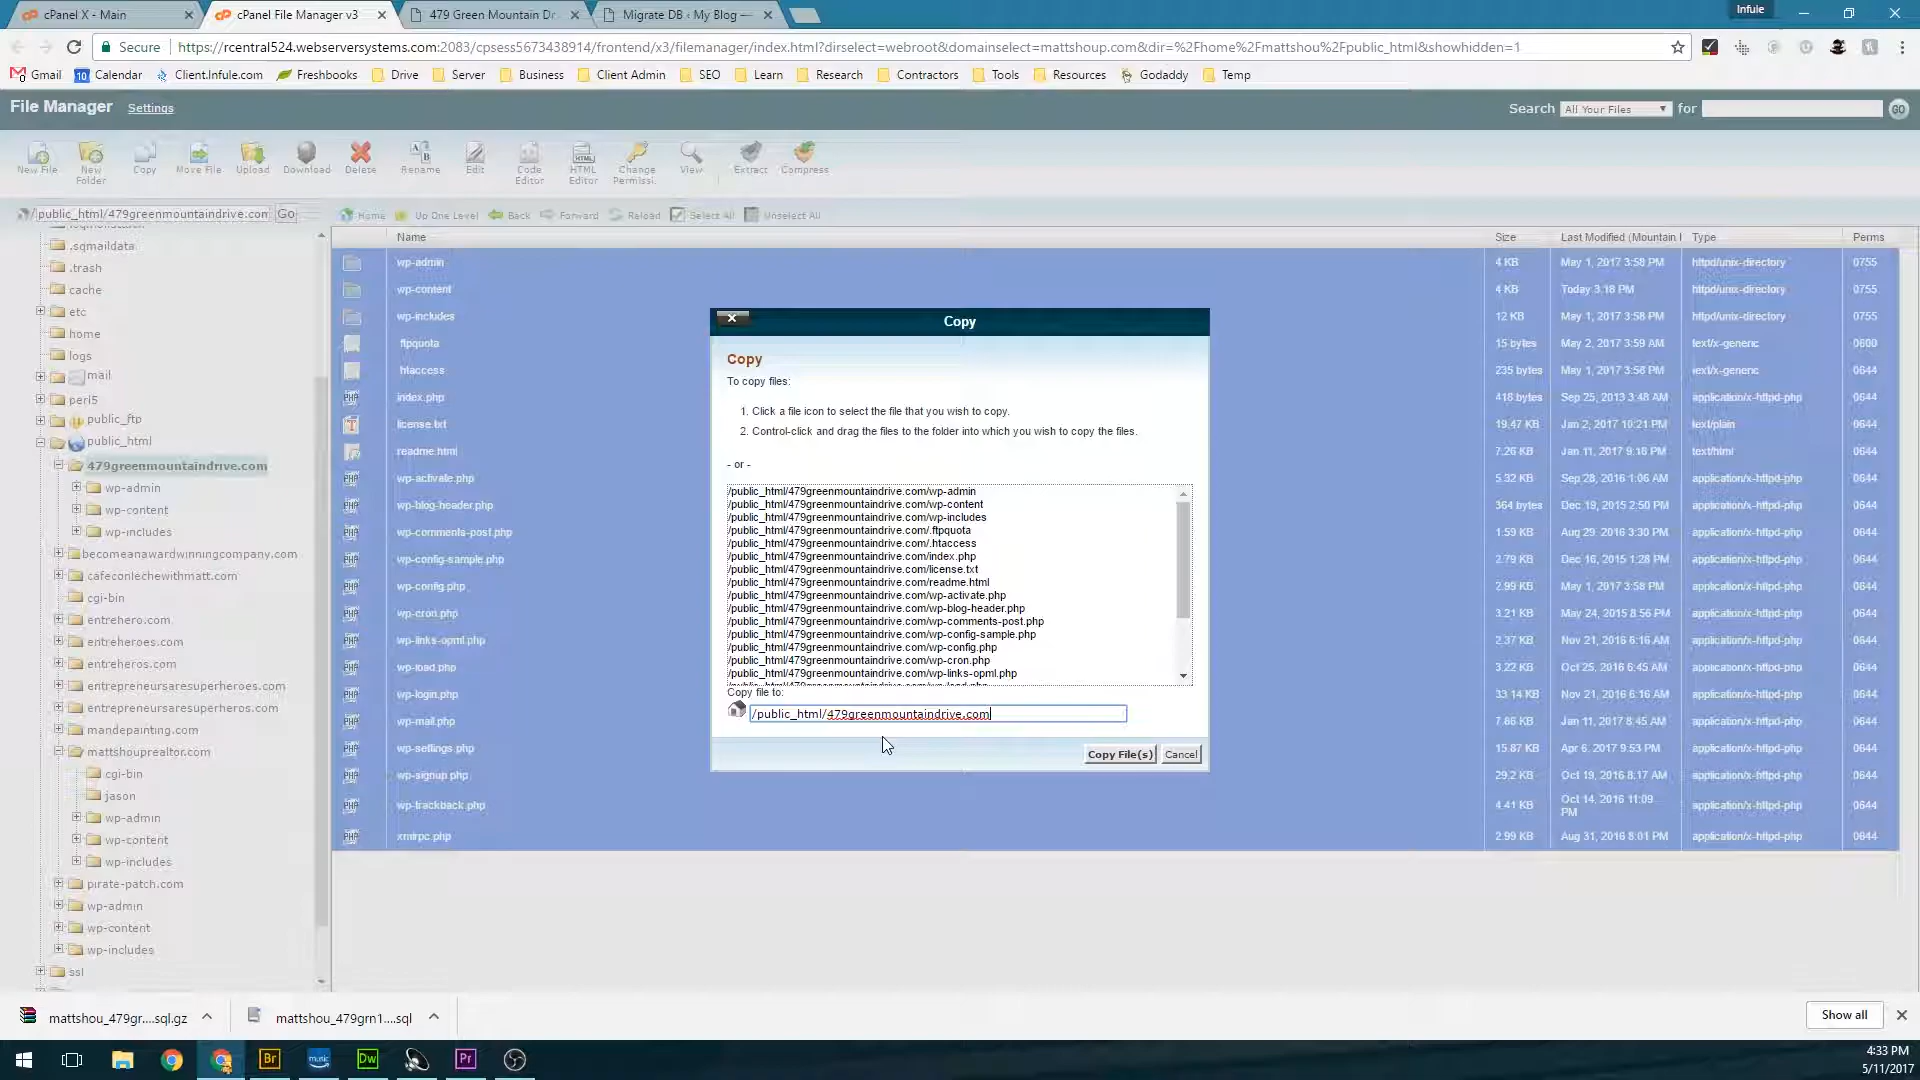 cPanel X - Main
cPanel File Manager v3
479 Green Mountain Dr
Migrate DB ‹ My Blog —
Infule
Secure
https://rcentral524.webserversystems.com:2083/cpsess5673438914/frontend/x3/filemanager/index.html?dirselect=webroot&domainselect=mattshoup.com&dir=%2Fhome%2Fmattshou%2Fpublic_html&showhidden=1
Gmail
10 Calendar
Client.Infule.com
Freshbooks
Drive
Server
Business
Client Admin
SEO
Learn
Research
Contractors
Tools
Resources
Godaddy
Temp
File Manager
Settings
Search
All Your Files
for
GO
New File
New Folder
Copy
Move File
Upload
Download
Delete
Rename
Edit
Code Editor
HTML Editor
Change Permissi..
View
Extract
Compress
/ public_html/479greenmountaindrive.com
Go
Home
Up One Level
Back
Forward
Reload
Select All
Unselect All
.sqmaildata
.trash
cache
etc
home
logs
mail
perl5
public_ftp
public_html
479greenmountaindrive.com
wp-admin
wp-content
wp-includes
becomeanawardwinningcompany.com
cafeconlechewithmatt.com
cgi-bin
entrehero.com
entreheroes.com
entreheros.com
entrepreneursaresuperheroes.com
entrepreneursaresuperheros.com
mandepainting.com
mattshouprealtor.com
cgi-bin
jason
wp-admin
wp-content
wp-includes
pirate-patch.com
wp-admin
wp-content
wp-includes
ssl
Name Size Last Modified (Mountain Type Perms
wp-admin 4 KB May 1, 2017 3:58 PM httpd/unix-directory 0755
wp-content 4 KB Today 3:18 PM httpd/unix-directory 0755
wp-includes 12 KB May 1, 2017 3:58 PM httpd/unix-directory 0755
.ftpquota 15 bytes May 2, 2017 3:59 AM text/x-generic 0600
.htaccess 235 bytes May 1, 2017 3:58 PM text/x-generic 0644
index.php 418 bytes Sep 25, 2013 3:48 AM application/x-httpd-php 0644
license.txt 19.47 KB Jan 2, 2017 10:21 PM text/plain 0644
readme.html 7.26 KB Jan 11, 2017 9:18 PM text/html 0644
wp-activate.php 5.32 KB Sep 28, 2016 1:06 AM application/x-httpd-php 0644
wp-blog-header.php 364 bytes Dec 19, 2015 2:50 PM application/x-httpd-php 0644
wp-comments-post.php 1.59 KB Aug 29, 2016 3:30 PM application/x-httpd-php 0644
wp-config-sample.php 2.79 KB Dec 16, 2015 1:28 PM application/x-httpd-php 0644
wp-config.php 2.99 KB May 1, 2017 3:58 PM application/x-httpd-php 0644
wp-cron.php 3.21 KB May 24, 2015 8:56 PM application/x-httpd-php 0644
wp-links-opml.php 2.37 KB Nov 21, 2016 6:16 AM application/x-httpd-php 0644
wp-load.php 3.22 KB Oct 25, 2016 6:45 AM application/x-httpd-php 0644
wp-login.php 33.14 KB Nov 21, 2016 6:16 AM application/x-httpd-php 0644
wp-mail.php 7.86 KB Jan 11, 2017 8:45 AM application/x-httpd-php 0644
wp-settings.php 15.87 KB Apr 6, 2017 9:53 PM application/x-httpd-php 0644
wp-signup.php 29.2 KB Oct 19, 2016 8:17 AM application/x-httpd-php 0644
wp-trackback.php 4.41 KB Oct 14, 2016 11:09 PM application/x-httpd-php 0644
xmlrpc.php 2.99 KB Aug 31, 2016 8:01 PM application/x-httpd-php 0644
Copy
Copy
To copy files:
1. Click a file icon to select the file that you wish to copy.
2. Control-click and drag the files to the folder into which you wish to copy the files.
- or -
/public_html/479greenmountaindrive.com/wp-admin
/public_html/479greenmountaindrive.com/wp-content
/public_html/479greenmountaindrive.com/wp-includes
/public_html/479greenmountaindrive.com/.ftpquota
/public_html/479greenmountaindrive.com/.htaccess
/public_html/479greenmountaindrive.com/index.php
/public_html/479greenmountaindrive.com/license.txt
/public_html/479greenmountaindrive.com/readme.html
/public_html/479greenmountaindrive.com/wp-activate.php
/public_html/479greenmountaindrive.com/wp-blog-header.php
/public_html/479greenmountaindrive.com/wp-comments-post.php
/public_html/479greenmountaindrive.com/wp-config-sample.php
/public_html/479greenmountaindrive.com/wp-config.php
/public_html/479greenmountaindrive.com/wp-cron.php
/public_html/479greenmountaindrive.com/wp-links-opml.php
Copy file to:
/public_html/479greenmountaindrive.com
Copy File(s)
Cancel
mattshou_479gr....sql.gz
mattshou_479grn1....sql
Show all
Br
music
Dw
Pr
4:33 PM
5/11/2017